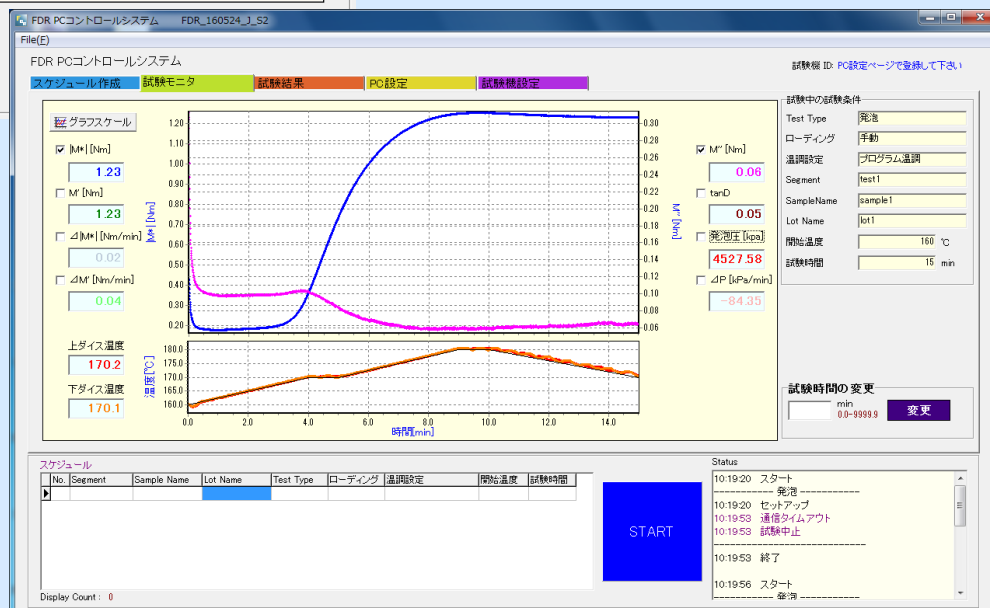 FDR PCコントロールシステム FDR_160524_J_S2
File(F)
FDR PCコントロールシステム
試験機 ID: PC設定ページで登録して下さい
スケジュール作成 試験モニタ 試験結果 PC設定 試験機設定
グラフスケール
|M*| [Nm]
1.23
M' [Nm]
1.23
⊿|M*| [Nm/min]
0.02
⊿M' [Nm/min]
0.04
上ダイス温度
170.2
下ダイス温度
170.1
|M*| [Nm]
1.20
1.10
1.00
0.90
0.80
0.70
0.60
0.50
0.40
0.30
0.20
0.30
0.28
0.26
0.24
0.22
0.20
0.18
0.16
0.14
0.12
0.10
0.08
0.06
M" [Nm]
温度 [℃]
180.0
175.0
170.0
165.0
160.0
0.0 2.0 4.0 6.0 8.0 10.0 12.0 14.0
時間[min]
M" [Nm]
0.06
tanD
0.05
発泡圧 [kpa]
4527.58
⊿P [kPa/min]
-84.35
試験中の試験条件
Test Type 発泡
ローディング 手動
温調設定 プログラム温調
Segment test1
SampleName sample1
Lot Name lot1
開始温度 160 ℃
試験時間 15 min
試験時間の変更
min
0.0-9999.9
変更
スケジュール
No. Segment Sample Name Lot Name Test Type ローディング 温調設定 開始温度 試験時間
Display Count : 0
START
Status
10:19:20 スタート
----------- 発泡 -----------
10:19:20 セットアップ
10:19:53 通信タイムアウト
10:19:53 試験中止
----------------------------
10:19:53 終了
10:19:56 スタート
----------- 発泡 -----------